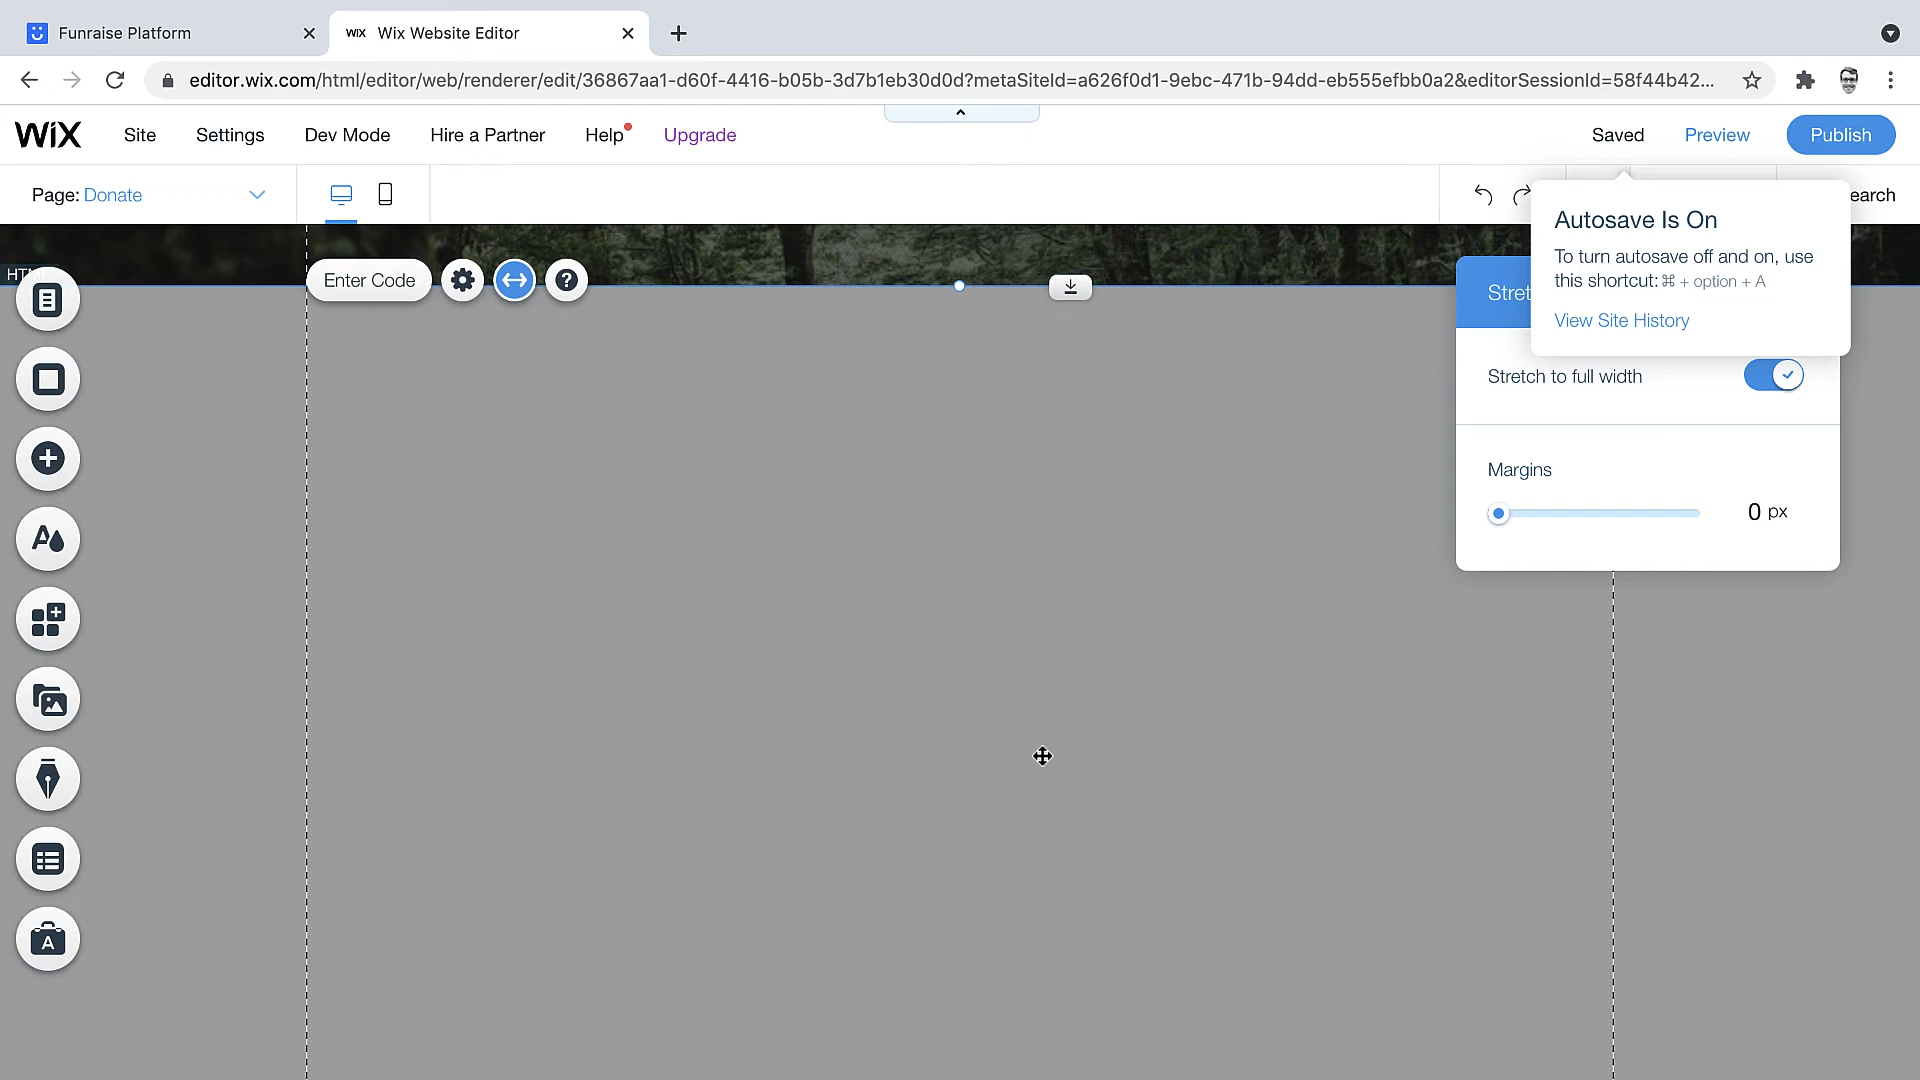 Funraise Platform
WiX Wix Website Editor
editor.wix.com/html/editor/web/renderer/edit/36867aa1-d60f-4416-b05b-3d7b1eb30d0d?metaSiteId=a626f0d1-9ebc-471b-94dd-eb555efbb0a2&editorSessionId=58f44b42...
WiX Site Settings Dev Mode Hire a Partner Help Upgrade Saved Preview Publish
Page: Donate
earch
Autosave Is On
To turn autosave off and on, use
this shortcut: ⌘ + option + A
View Site History
HTM
Enter Code
?
Stret
Stretch to full width
Margins
0 px
A
A